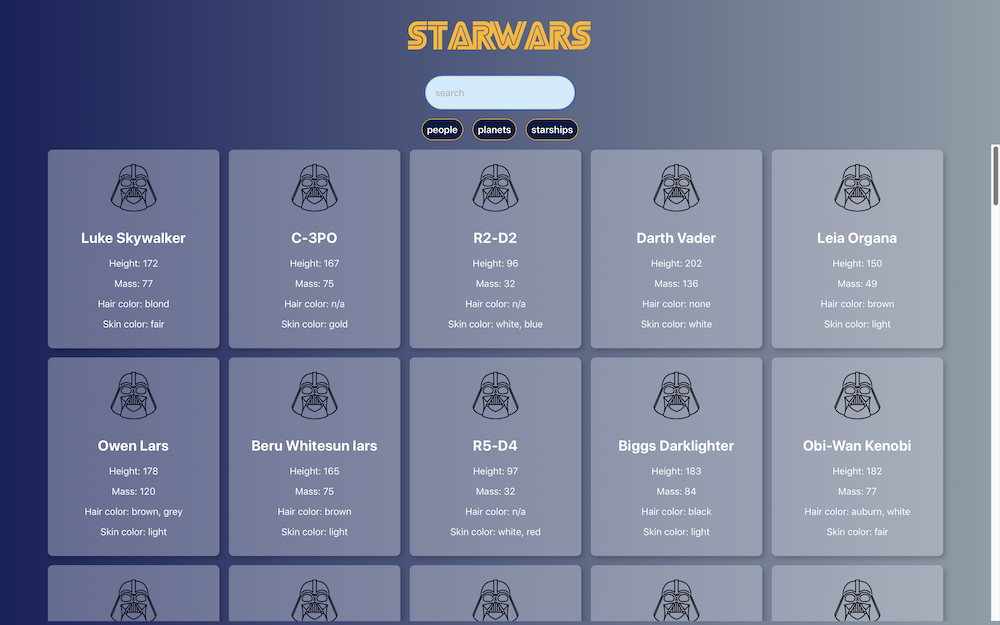 STARWARS
search
people planets starships
Luke Skywalker
Height: 172
Mass: 77
Hair color: blond
Skin color: fair
C-3PO
Height: 167
Mass: 75
Hair color: n/a
Skin color: gold
R2-D2
Height: 96
Mass: 32
Hair color: n/a
Skin color: white, blue
Darth Vader
Height: 202
Mass: 136
Hair color: none
Skin color: white
Leia Organa
Height: 150
Mass: 49
Hair color: brown
Skin color: light
Owen Lars
Height: 178
Mass: 120
Hair color: brown, grey
Skin color: light
Beru Whitesun lars
Height: 165
Mass: 75
Hair color: brown
Skin color: light
R5-D4
Height: 97
Mass: 32
Hair color: n/a
Skin color: white, red
Biggs Darklighter
Height: 183
Mass: 84
Hair color: black
Skin color: light
Obi-Wan Kenobi
Height: 182
Mass: 77
Hair color: auburn, white
Skin color: fair